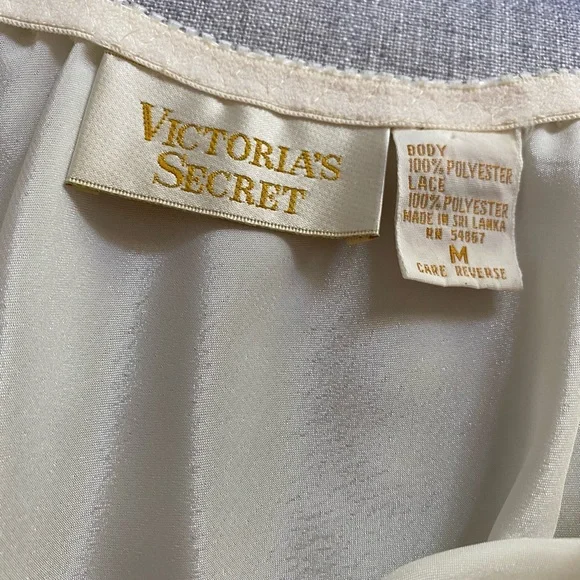 VICTORIA'S
SECRET
BODY
100% POLYESTER
LACE
100% POLYESTER
MADE IN SRI LANKA
RN 54867
M
CARE REVERSE